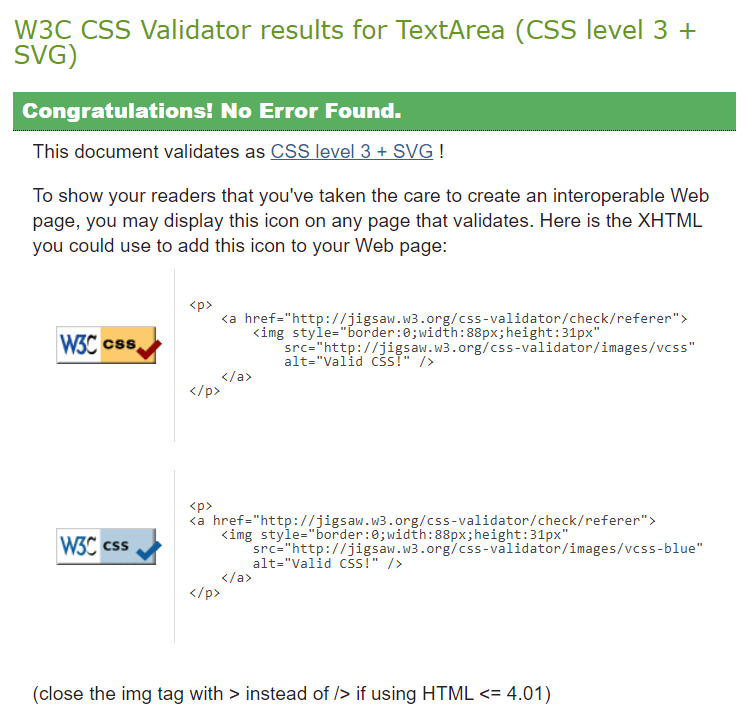 W3C CSS Validator results for TextArea (CSS level 3 +
SVG)
Congratulations! No Error Found.
This document validates as CSS level 3 + SVG !
To show your readers that you've taken the care to create an interoperable Web
page, you may display this icon on any page that validates. Here is the XHTML
you could use to add this icon to your Web page:
W3C css
<p>
    <a href="http://jigsaw.w3.org/css-validator/check/referer">
        <img style="border:0;width:88px;height:31px"
            src="http://jigsaw.w3.org/css-validator/images/vcss"
            alt="Valid CSS!" />
    </a>
</p>
W3C css
<p>
<a href="http://jigsaw.w3.org/css-validator/check/referer">
    <img style="border:0;width:88px;height:31px"
        src="http://jigsaw.w3.org/css-validator/images/vcss-blue"
        alt="Valid CSS!" />
    </a>
</p>
(close the img tag with > instead of /> if using HTML <= 4.01)